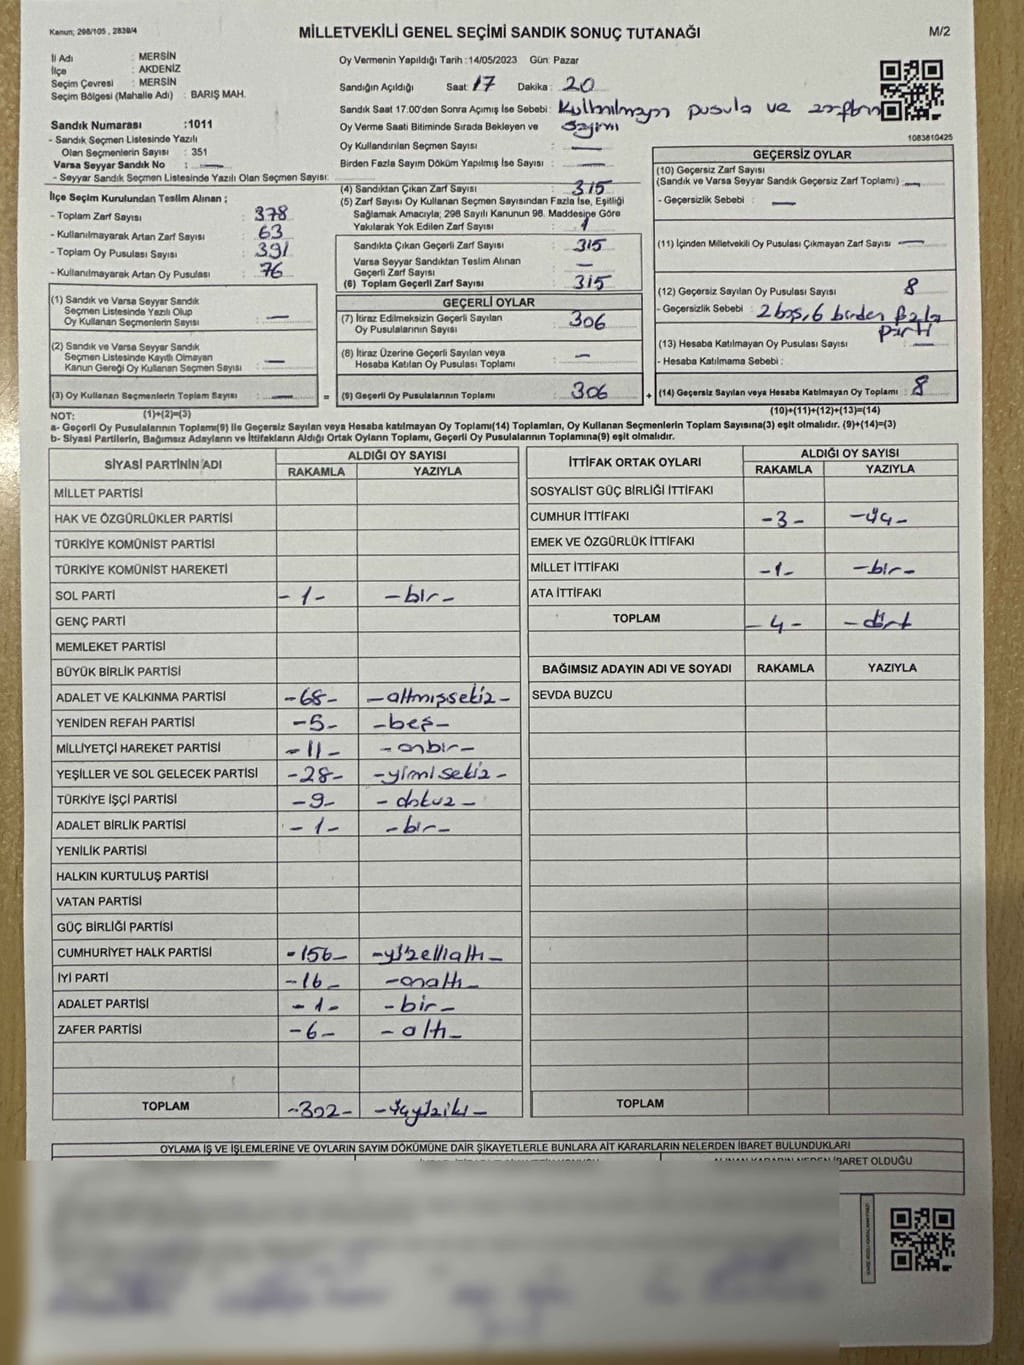 Kanun; 298/105 , 2839/4
MİLLETVEKİLİ GENEL SEÇİMİ SANDIK SONUÇ TUTANAĞI
M/2
İl Adı : MERSİN
İlçe : AKDENİZ
Seçim Çevresi : MERSİN
Seçim Bölgesi (Mahalle Adı) : BARIŞ MAH.
Sandık Numarası :1011
- Sandık Seçmen Listesinde Yazılı
Olan Seçmenlerin Sayısı : 351
Varsa Seyyar Sandık No : —
- Seyyar Sandık Seçmen Listesinde Yazılı Olan Seçmen Sayısı:
Oy Vermenin Yapıldığı Tarih :14/05/2023 Gün: Pazar
Sandığın Açıldığı Saat: 17 Dakika : 20
Sandık Saat 17:00'den Sonra Açımış İse Sebebi : Kullanılmayan pusula ve zarfların
Oy Verme Saati Bitiminde Sırada Bekleyen ve sayımı
Oy Kullandırılan Seçmen Sayısı : —
Birden Fazla Sayım Döküm Yapılmış İse Sayısı : —
1083810425
İlçe Seçim Kurulundan Teslim Alınan ;
- Toplam Zarf Sayısı : 378
- Kullanılmayarak Artan Zarf Sayısı : 63
- Toplam Oy Pusulası Sayısı : 391
- Kullanılmayarak Artan Oy Pusulası : 76
(1) Sandık ve Varsa Seyyar Sandık
Seçmen Listesinde Yazılı Olup
Oy Kullanan Seçmenlerin Sayısı : —
(2) Sandık ve Varsa Seyyar Sandık
Seçmen Listesinde Kayıtlı Olmayan
Kanun Gereği Oy Kullanan Seçmen Sayısı : —
(3) Oy Kullanan Seçmenlerin Toplam Sayısı : — =
(4) Sandıktan Çıkan Zarf Sayısı : 315
(5) Zarf Sayısı Oy Kullanan Seçmen Sayısından Fazla İse, Eşitliği
Sağlamak Amacıyla; 298 Sayılı Kanunun 98. Maddesine Göre
Yakılarak Yok Edilen Zarf Sayısı :
Sandıkta Çıkan Geçerli Zarf Sayısı : 315
Varsa Seyyar Sandıktan Teslim Alınan
Geçerli Zarf Sayısı : —
(6) Toplam Geçerli Zarf Sayısı : 315
GEÇERLİ OYLAR
(7) İtiraz Edilmeksizin Geçerli Sayılan
Oy Pusulalarının Sayısı : 306
(8) İtiraz Üzerine Geçerli Sayılan veya
Hesaba Katılan Oy Pusulası Toplamı : —
(9) Geçerli Oy Pusulalarının Toplamı : 306 +
GEÇERSİZ OYLAR
(10) Geçersiz Zarf Sayısı
(Sandık ve Varsa Seyyar Sandık Geçersiz Zarf Toplamı) : —
- Geçersizlik Sebebi : —
(11) İçinden Milletvekili Oy Pusulası Çıkmayan Zarf Sayısı : —
(12) Geçersiz Sayılan Oy Pusulası Sayısı : 8
- Geçersizlik Sebebi : 2 boş, 6 birden fazla
parti
(13) Hesaba Katılmayan Oy Pusulası Sayısı : —
- Hesaba Katılmama Sebebi :
(14) Geçersiz Sayılan veya Hesaba Katılmayan Oy Toplamı : 8
NOT: (1)+(2)=(3)
(10)+(11)+(12)+(13)=(14)
a- Geçerli Oy Pusulasının Toplamı(9) ile Geçersiz Sayılan veya Hesaba katılmayan Oy Toplamı(14) Toplamları, Oy Kullanan Seçmenlerin Toplam Sayısına(3) eşit olmalıdır. (9)+(14)=(3)
b- Siyasi Partilerin, Bağımsız Adayların ve İttifakların Aldığı Ortak Oyların Toplamı, Geçerli Oy Pusulalarının Toplamına(9) eşit olmalıdır.
SİYASİ PARTİNİN ADI
ALDIĞI OY SAYISI
RAKAMLA YAZIYLA
MİLLET PARTİSİ
HAK VE ÖZGÜRLÜKLER PARTİSİ
TÜRKİYE KOMÜNİST PARTİSİ
TÜRKİYE KOMÜNİST HAREKETİ
SOL PARTİ -1- -bir-
GENÇ PARTİ
MEMLEKET PARTİSİ
BÜYÜK BİRLİK PARTİSİ
ADALET VE KALKINMA PARTİSİ -68- -altmışsekiz-
YENİDEN REFAH PARTİSİ -5- -beş-
MİLLİYETÇİ HAREKET PARTİSİ -11- -onbir-
YEŞİLLER VE SOL GELECEK PARTİSİ -28- -yirmi sekiz-
TÜRKİYE İŞÇİ PARTİSİ -9- -dokuz-
ADALET BİRLİK PARTİSİ -1- -bir-
YENİLİK PARTİSİ
HALKIN KURTULUŞ PARTİSİ
VATAN PARTİSİ
GÜÇ BİRLİĞİ PARTİSİ
CUMHURİYET HALK PARTİSİ -156- -yüzellialtı-
İYİ PARTİ -16- -onaltı-
ADALET PARTİSİ -1- -bir-
ZAFER PARTİSİ -6- -altı-
TOPLAM -302- -üçyüziki-
İTTİFAK ORTAK OYLARI
ALDIĞI OY SAYISI
RAKAMLA YAZIYLA
SOSYALİST GÜÇ BİRLİĞİ İTTİFAKI
CUMHUR İTTİFAKI -3- -üç-
EMEK VE ÖZGÜRLÜK İTTİFAKI
MİLLET İTTİFAKI -1- -bir-
ATA İTTİFAKI
TOPLAM -4- -dört
BAĞIMSIZ ADAYIN ADI VE SOYADI RAKAMLA YAZIYLA
SEVDA BUZCU
TOPLAM
OYLAMA İŞ VE İŞLEMLERİNE VE OYLARIN SAYIM DÖKÜMÜNE DAİR ŞİKAYETLERLE BUNLARA AİT KARARLARIN NELERDEN İBARET BULUNDUKLARI
ALINAN KARARIN NEDEN İBARET OLDUĞU